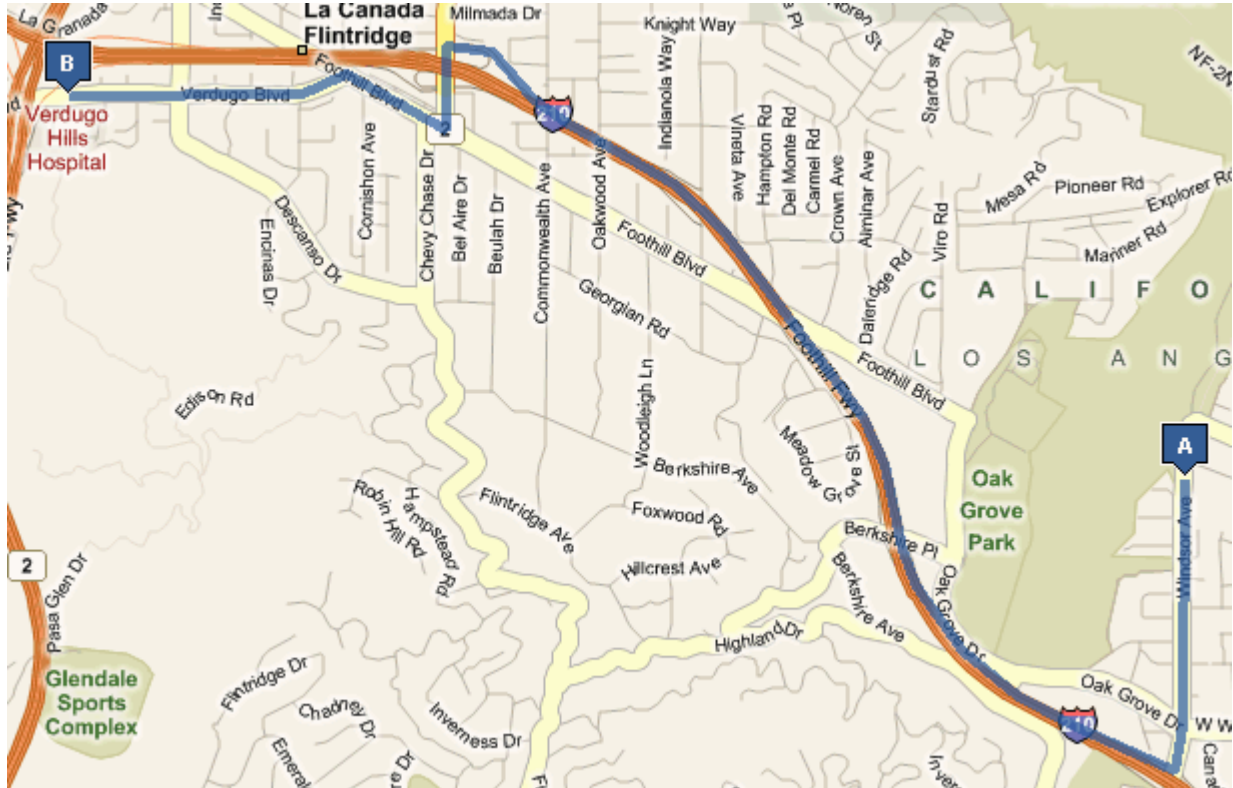 La Granada
La Canada
Flintridge
Milmada Dr
Knight Way
Stardust Rd
NF-2N
B
Verdugo Blvd
Foothill Blvd
2
210
Indianola Way
Verdugo
Hills
Hospital
Cornishon Ave
Chevy Chase Dr
Bel Aire Dr
Beulah Dr
Commonwealth Ave
Oakwood Ave
Vineta Ave
Hampton Rd
Del Monte Rd
Carmel Rd
Crown Ave
Alminar Ave
Viro Rd
Mesa Rd
Pioneer Rd
Explorer Rd
Mariner Rd
Descanso Dr
Encinas Dr
Foothill Blvd
Georgian Rd
Daleridge Rd
CALIFO
LOS ANG
Foothill Fwy
Foothill Blvd
Edison Rd
Woodleigh Ln
Meadow Grove St
A
Berkshire Ave
Oak
Grove
Park
Robin Hill Rd
Hampstead Rd
Flintridge Ave
Foxwood Rd
Berkshire Pl
Hillcrest Ave
Windsor Ave
2
Pasa Glen Dr
Berkshire Ave
Oak Grove Dr
Highland Dr
Glendale
Sports
Complex
Flintridge Dr
Chadney Dr
Inverness Dr
Oak Grove Dr
210
W W